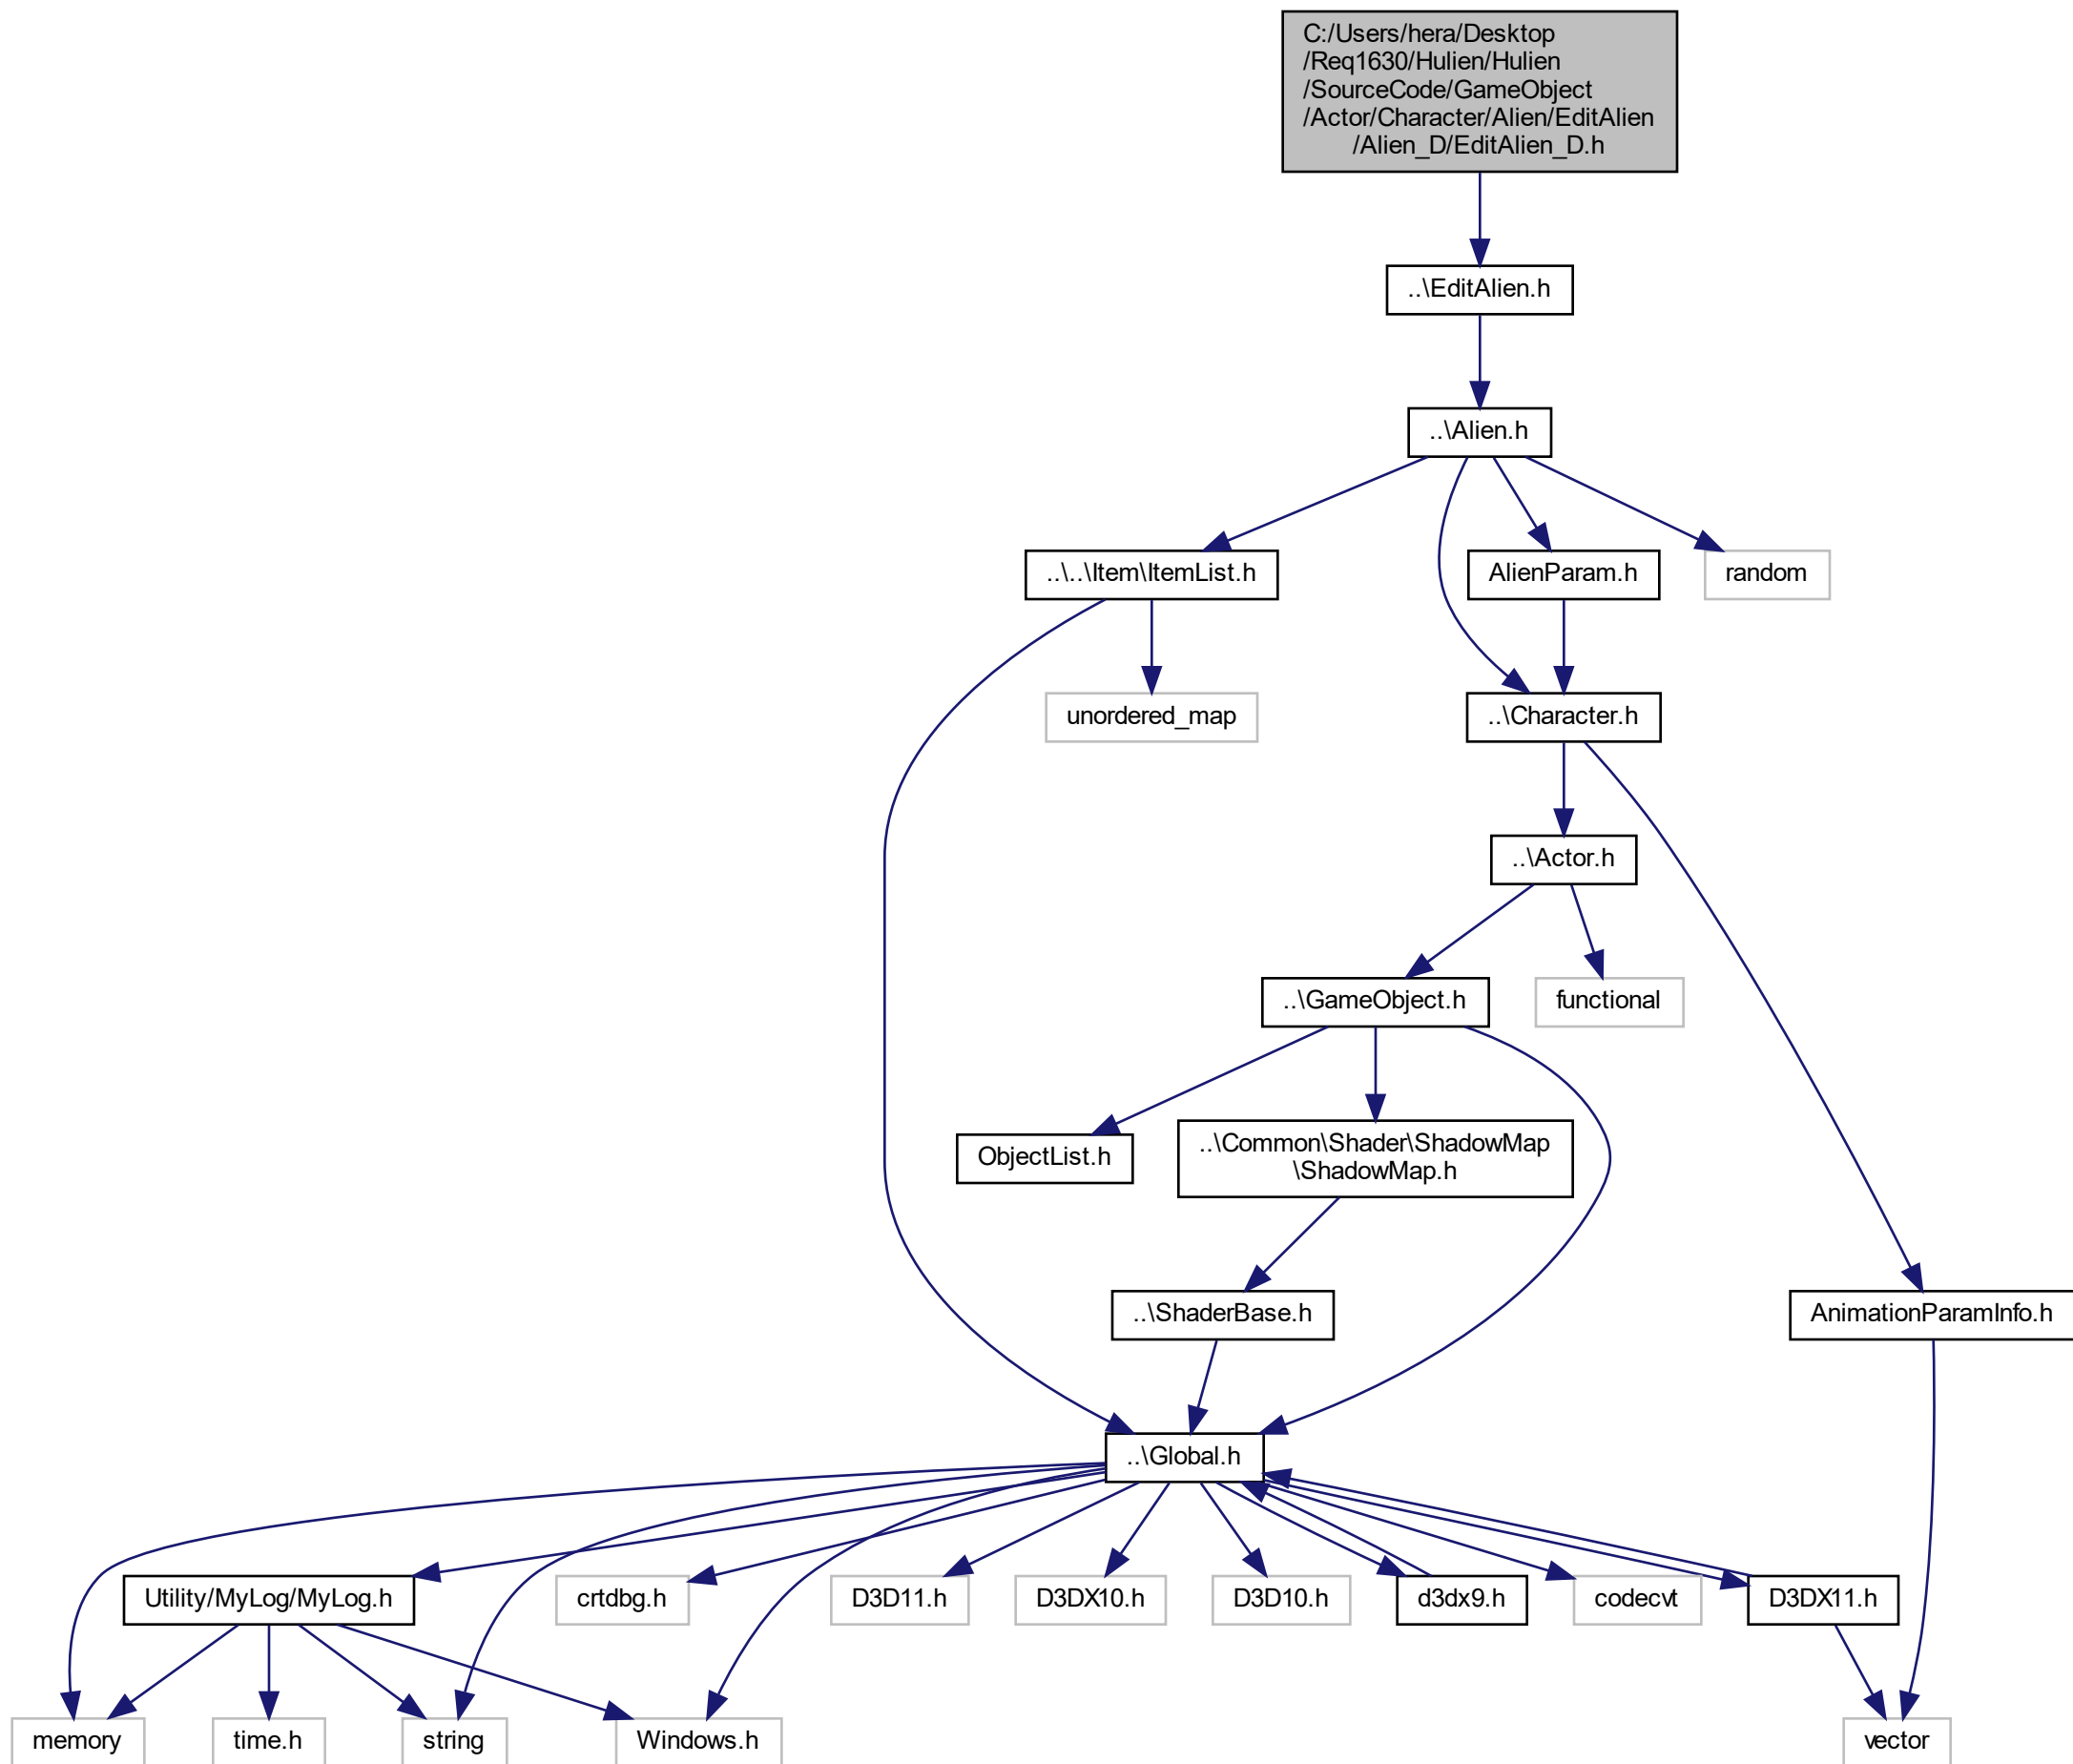 C:/Users/hera/Desktop
/Req1630/Hulien/Hulien
/SourceCode/GameObject
/Actor/Character/Alien/EditAlien
/Alien_D/EditAlien_D.h
..\EditAlien.h
..\Alien.h
..\..\Item\ItemList.h
AlienParam.h
random
unordered_map
..\Character.h
..\Actor.h
..\GameObject.h
functional
ObjectList.h
..\Common\Shader\ShadowMap
\ShadowMap.h
..\ShaderBase.h
AnimationParamInfo.h
..\Global.h
Utility/MyLog/MyLog.h
crtdbg.h
D3D11.h
D3DX10.h
D3D10.h
d3dx9.h
codecvt
D3DX11.h
memory
time.h
string
Windows.h
vector